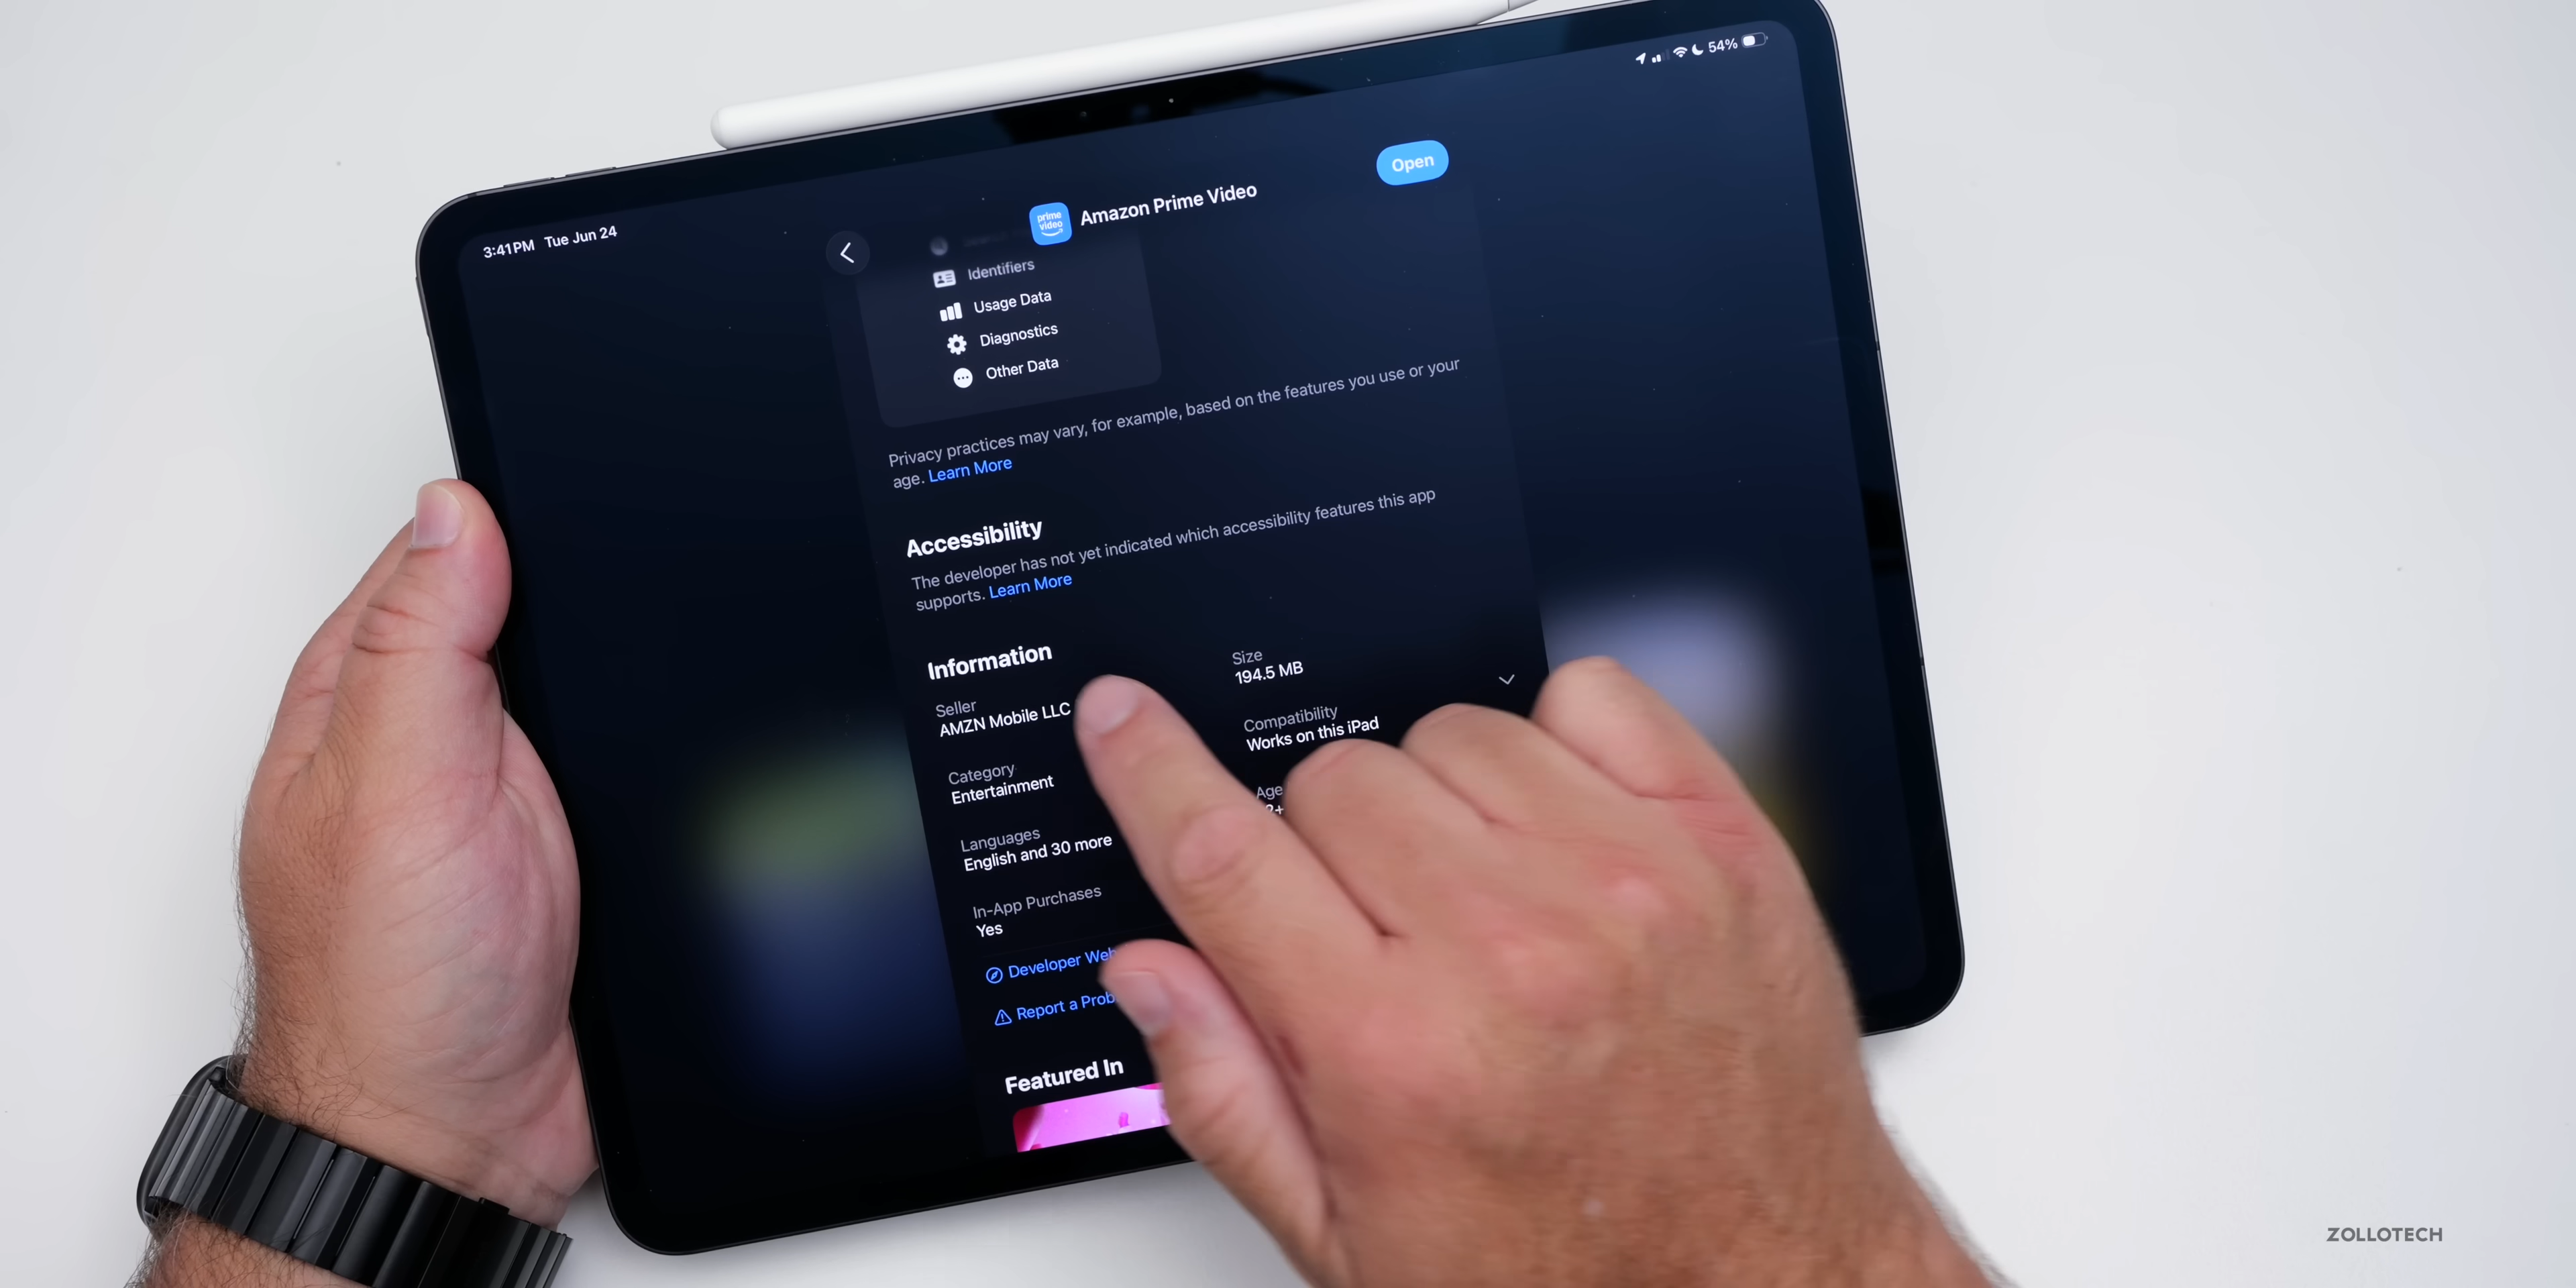 3:41PM Tue Jun 24
54%
Open
prime
video
Amazon Prime Video
Identifiers
Usage Data
Diagnostics
Other Data
Privacy practices may vary, for example, based on the features you use or your
age. Learn More
Accessibility
The developer has not yet indicated which accessibility features this app
supports. Learn More
Information
Seller
AMZN Mobile LLC
Size
194.5 MB
Category
Entertainment
Compatibility
Works on this iPad
Languages
English and 30 more
Age
In-App Purchases
Yes
Developer
Report a
Featured In
ZOLLOTECH